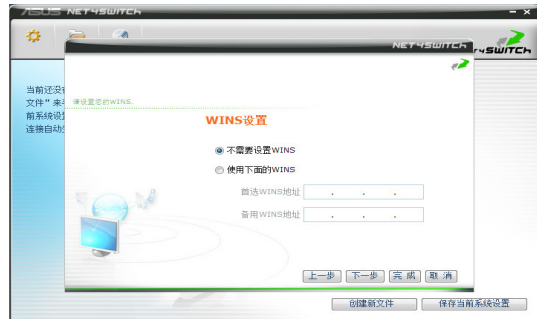 ASUS NET4SWITCH
NET4SWITCH
当前还没有
文件"来手
前系统设置
连接自动
请设置您的WINS.
WINS设置
不需要设置WINS
使用下面的WINS
首选WINS地址 . . .
备用WINS地址 . . .
上一步 下一步 完成 取消
创建新文件 保存当前系统设置